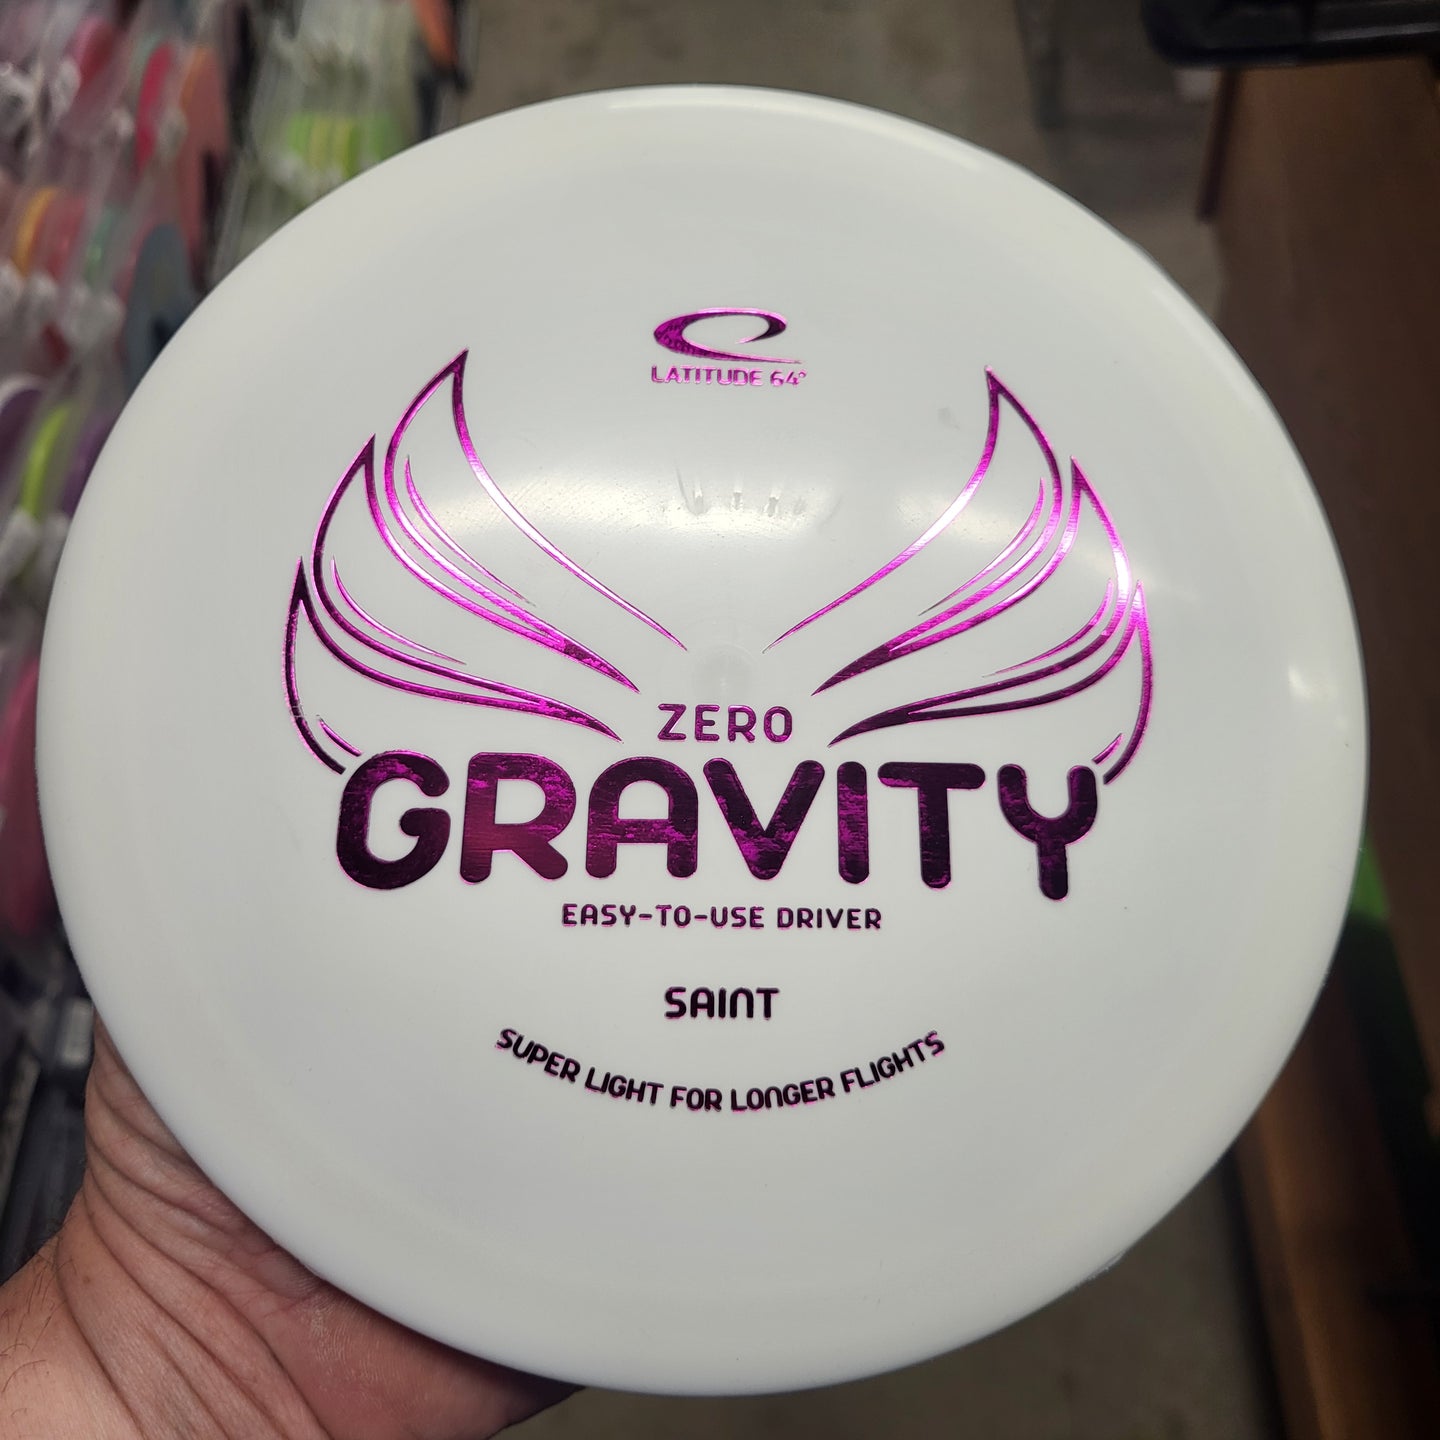 LATITUDE 64°
ZERO
GRAVITY
EASY-TO-USE DRIVER
SAINT
SUPER LIGHT FOR LONGER FLIGHTS